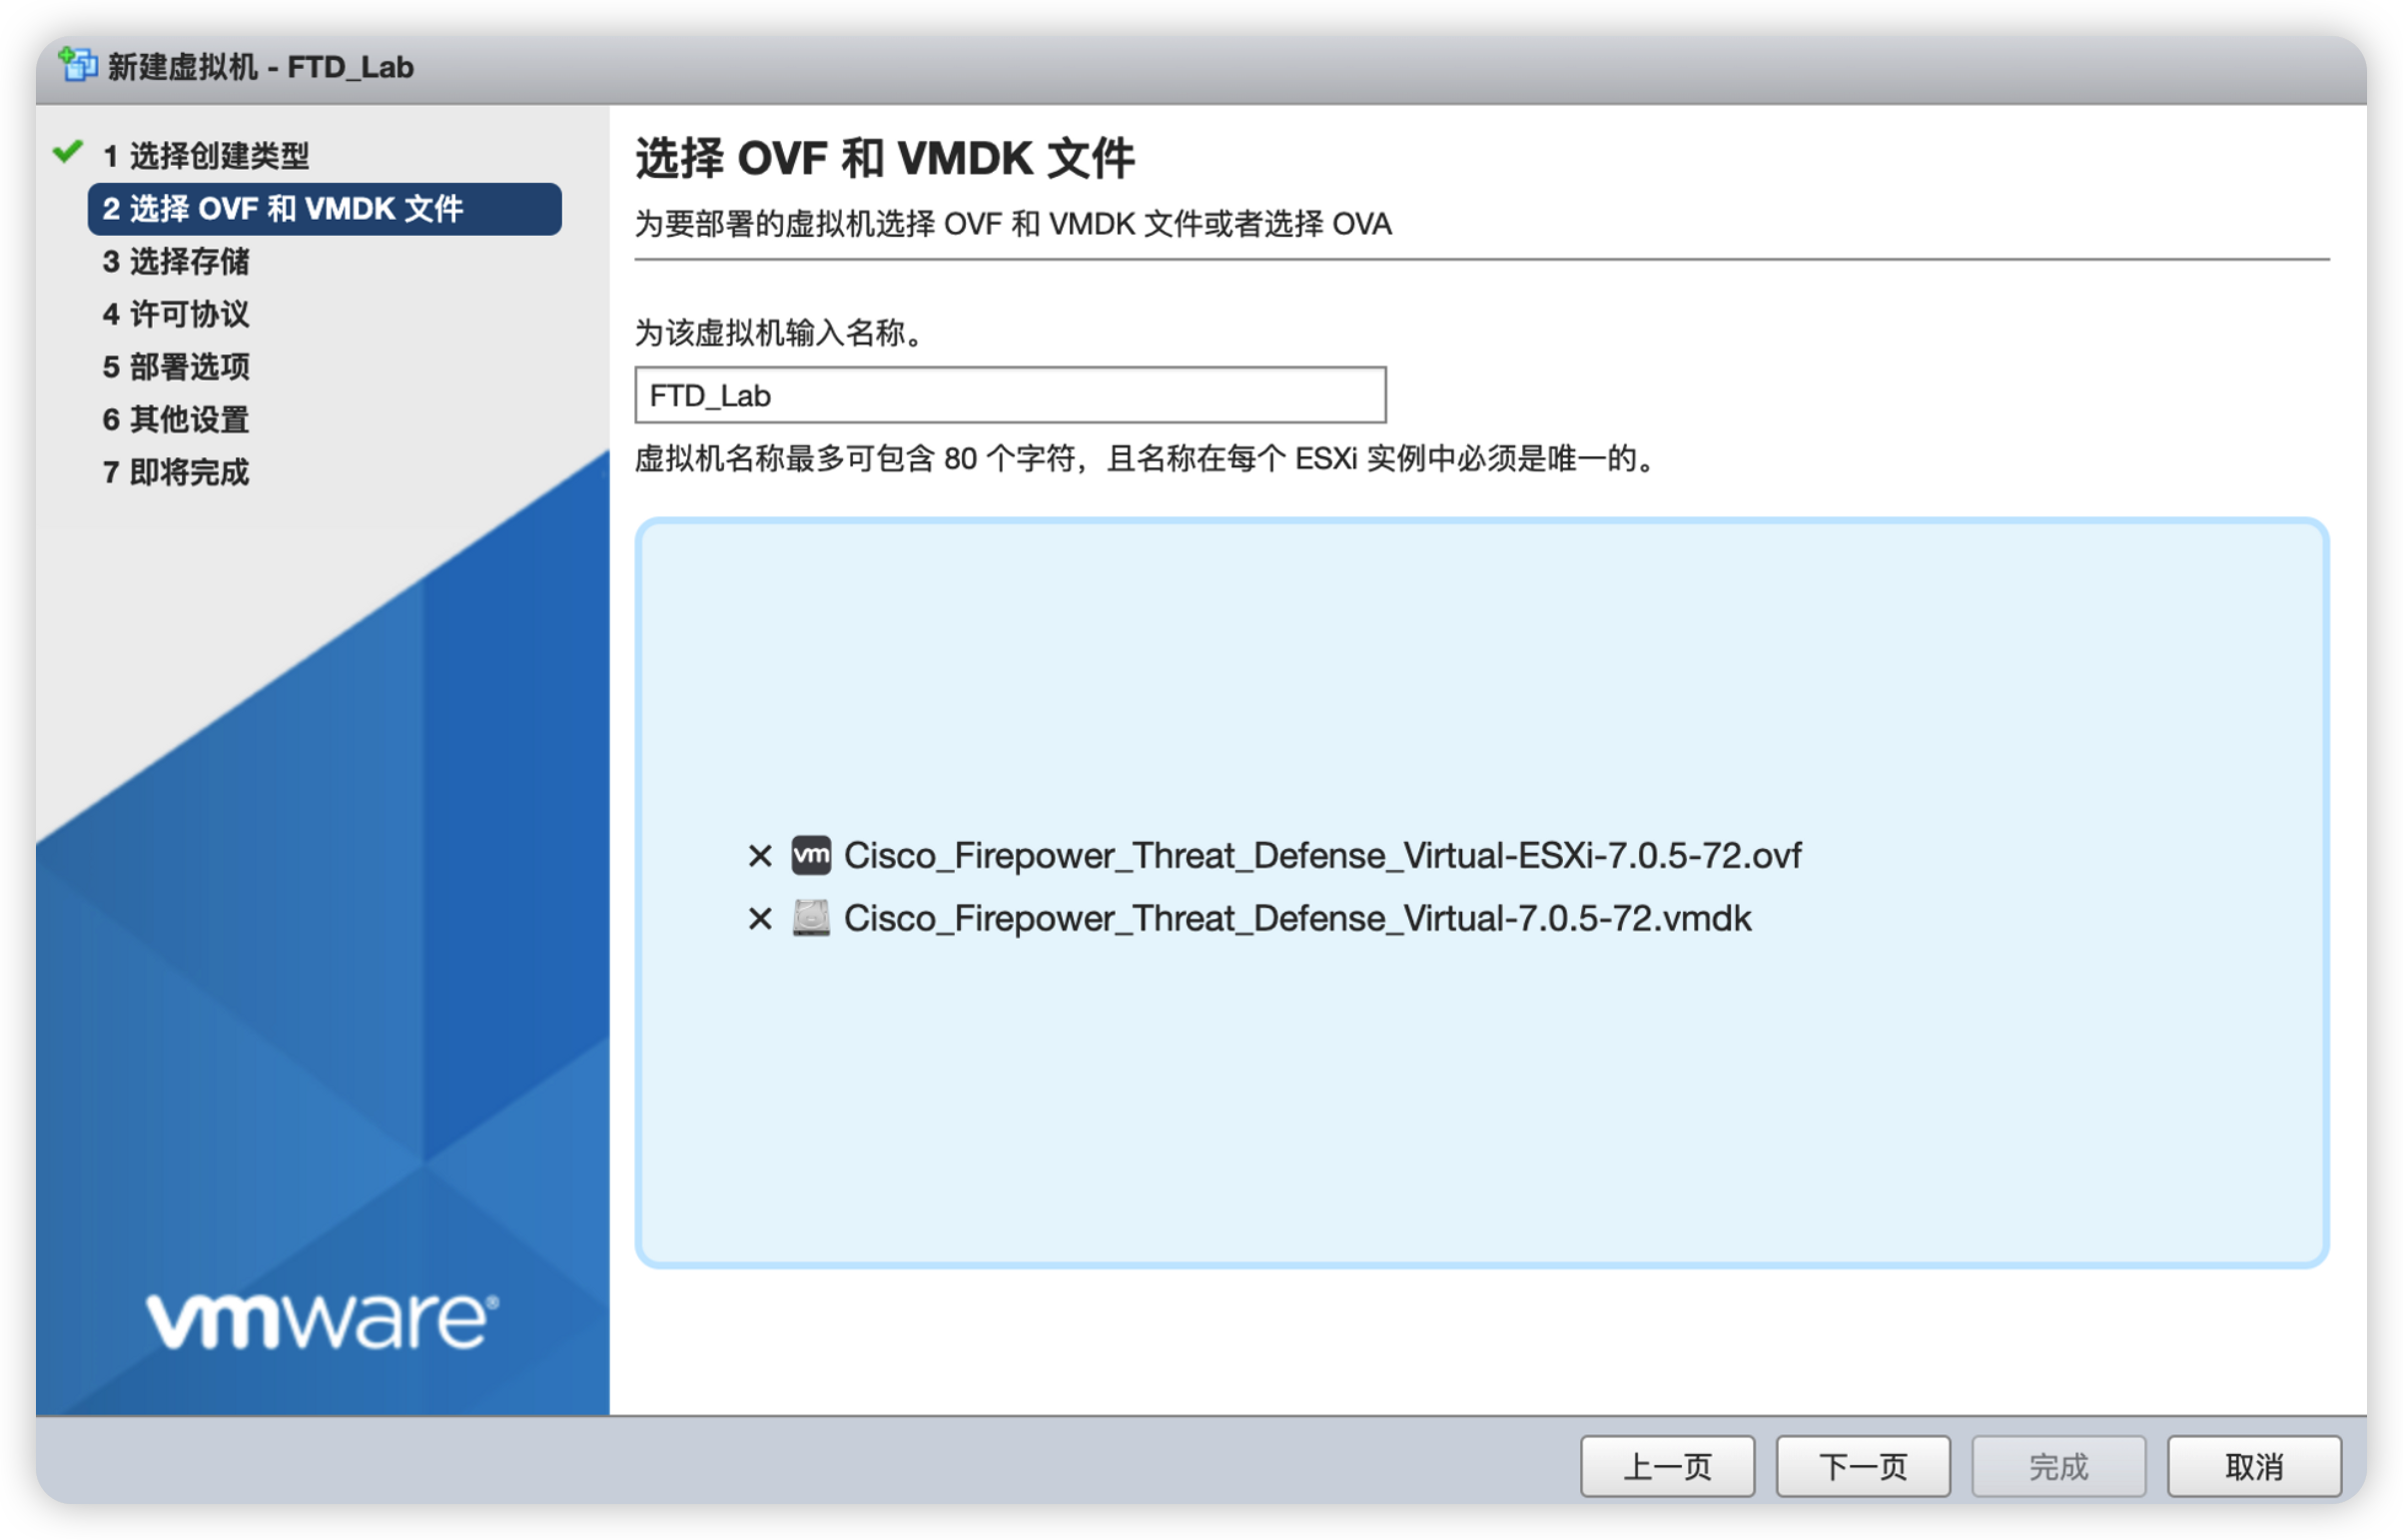 新建虚拟机 - FTD_Lab
1 选择创建类型
2 选择 OVF 和 VMDK 文件
3 选择存储
4 许可协议
5 部署选项
6 其他设置
7 即将完成
vmware®
选择 OVF 和 VMDK 文件
为要部署的虚拟机选择 OVF 和 VMDK 文件或者选择 OVA
为该虚拟机输入名称。
FTD_Lab
虚拟机名称最多可包含 80 个字符，且名称在每个 ESXi 实例中必须是唯一的。
vm Cisco_Firepower_Threat_Defense_Virtual-ESXi-7.0.5-72.ovf
Cisco_Firepower_Threat_Defense_Virtual-7.0.5-72.vmdk
上一页 下一页 完成 取消